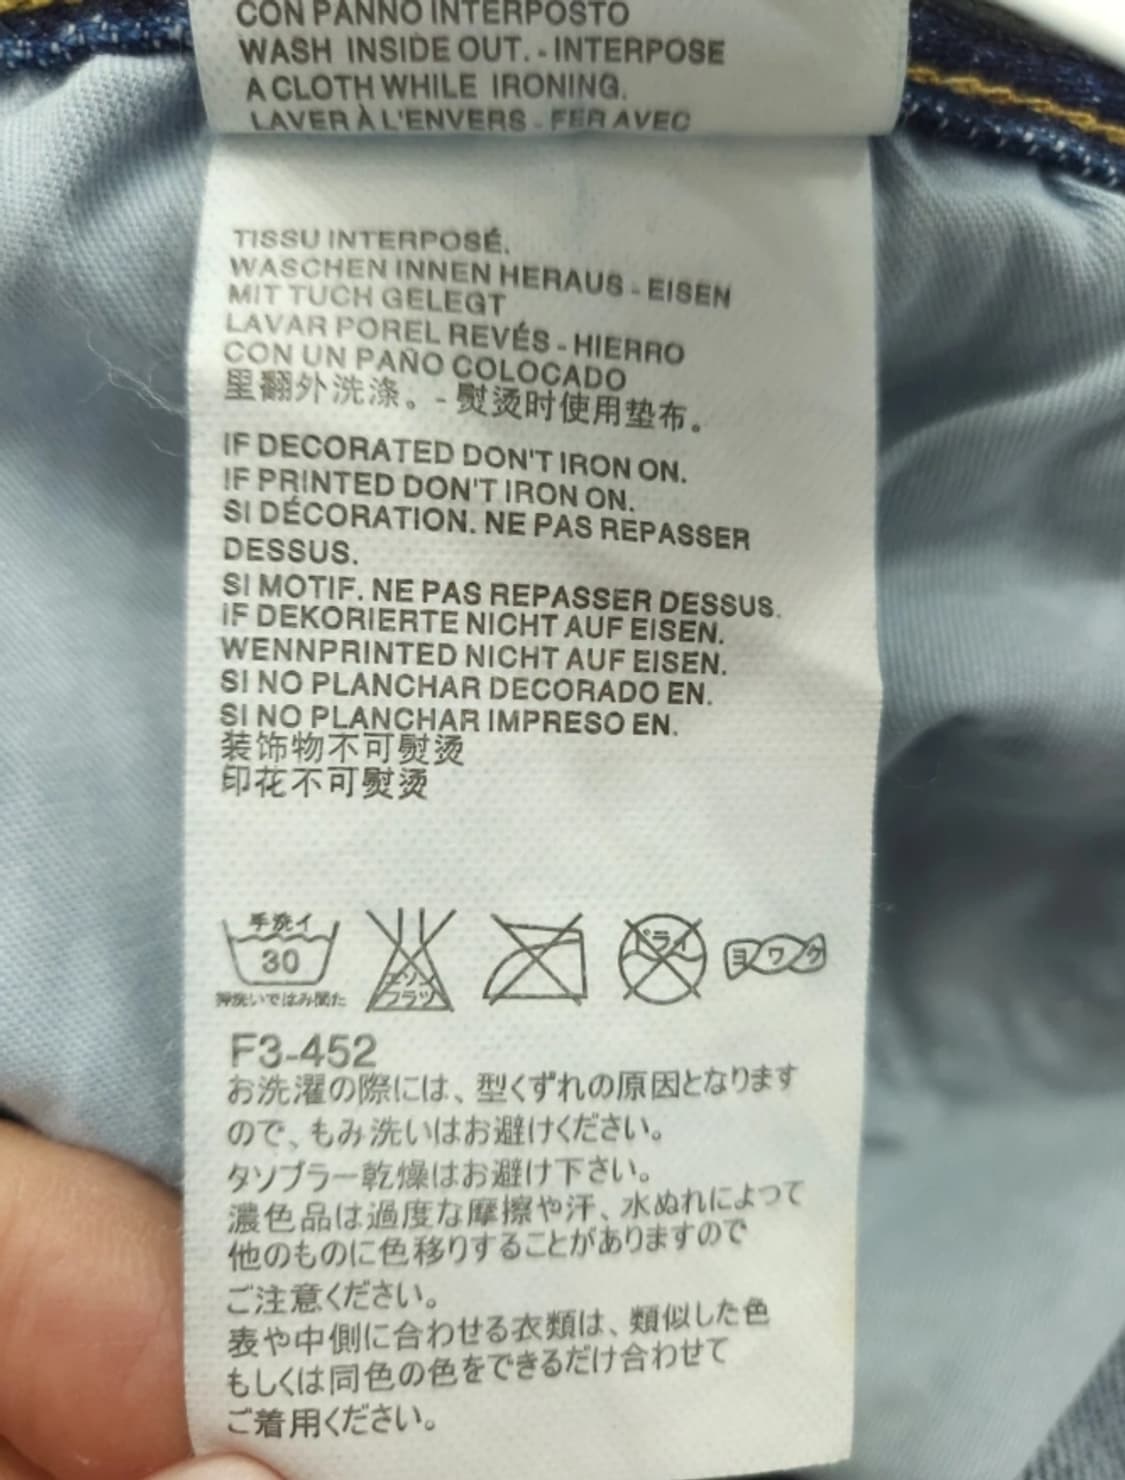 CON PANNO INTERPOSTO
WASH INSIDE OUT. - INTERPOSE
A CLOTH WHILE IRONING.
LAVER À L'ENVERS - FER AVEC
TISSU INTERPOSÉ.
WASCHEN INNEN HERAUS - EISEN
MIT TUCH GELEGT
LAVAR POREL REVÉS - HIERRO
CON UN PAÑO COLOCADO
里翻外洗涤。- 熨烫时使用垫布。
IF DECORATED DON'T IRON ON.
IF PRINTED DON'T IRON ON.
SI DÉCORATION. NE PAS REPASSER
DESSUS.
SI MOTIF. NE PAS REPASSER DESSUS.
IF DEKORIERTE NICHT AUF EISEN.
WENNPRINTED NICHT AUF EISEN.
SI NO PLANCHAR DECORADO EN.
SI NO PLANCHAR IMPRESO EN.
装饰物不可熨烫
印花不可熨烫
手洗イ
30
エソソ
フラツ
ドライ
ヨワク
F3-452
お洗濯の際には、型くずれの原因となります
ので、もみ洗いはお避けください。
タソブラー乾燥はお避け下さい。
濃色品は過度な摩擦や汗、水ぬれによつて
他のものに色移りすることがありますので
ご注意ください。
表や中側に合わせる衣類は、類似した色
もしくは同色の色をできるだけ合わせて
ご着用ください。